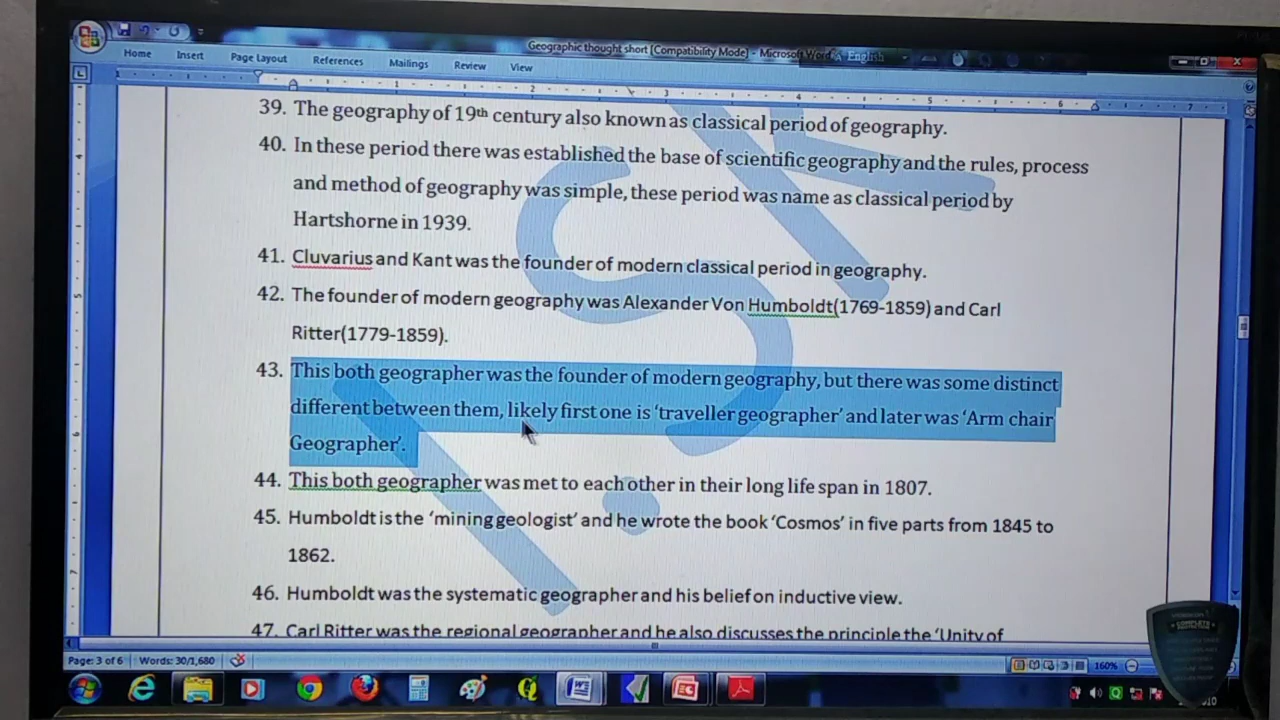 Geographic thought short [Compatibility Mode] - Microsoft Word
English
Home Insert Page Layout References Mailings Review View
39. The geography of 19th century also known as classical period of geography.
40. In these period there was established the base of scientific geography and the rules, process
and method of geography was simple, these period was name as classical period by
Hartshorne in 1939.
41. Cluvarius and Kant was the founder of modern classical period in geography.
42. The founder of modern geography was Alexander Von Humboldt(1769-1859) and Carl
Ritter(1779-1859).
43. This both geographer was the founder of modern geography, but there was some distinct
different between them, likely first one is ‘traveller geographer’ and later was ‘Arm chair
Geographer’.
44. This both geographer was met to each other in their long life span in 1807.
45. Humboldt is the ‘mining geologist’ and he wrote the book ‘Cosmos’ in five parts from 1845 to
1862.
46. Humboldt was the systematic geographer and his belief on inductive view.
47. Carl Ritter was the regional geographer and he also discusses the principle the ‘Unity of
Page: 3 of 6 Words: 30/1,680 160%